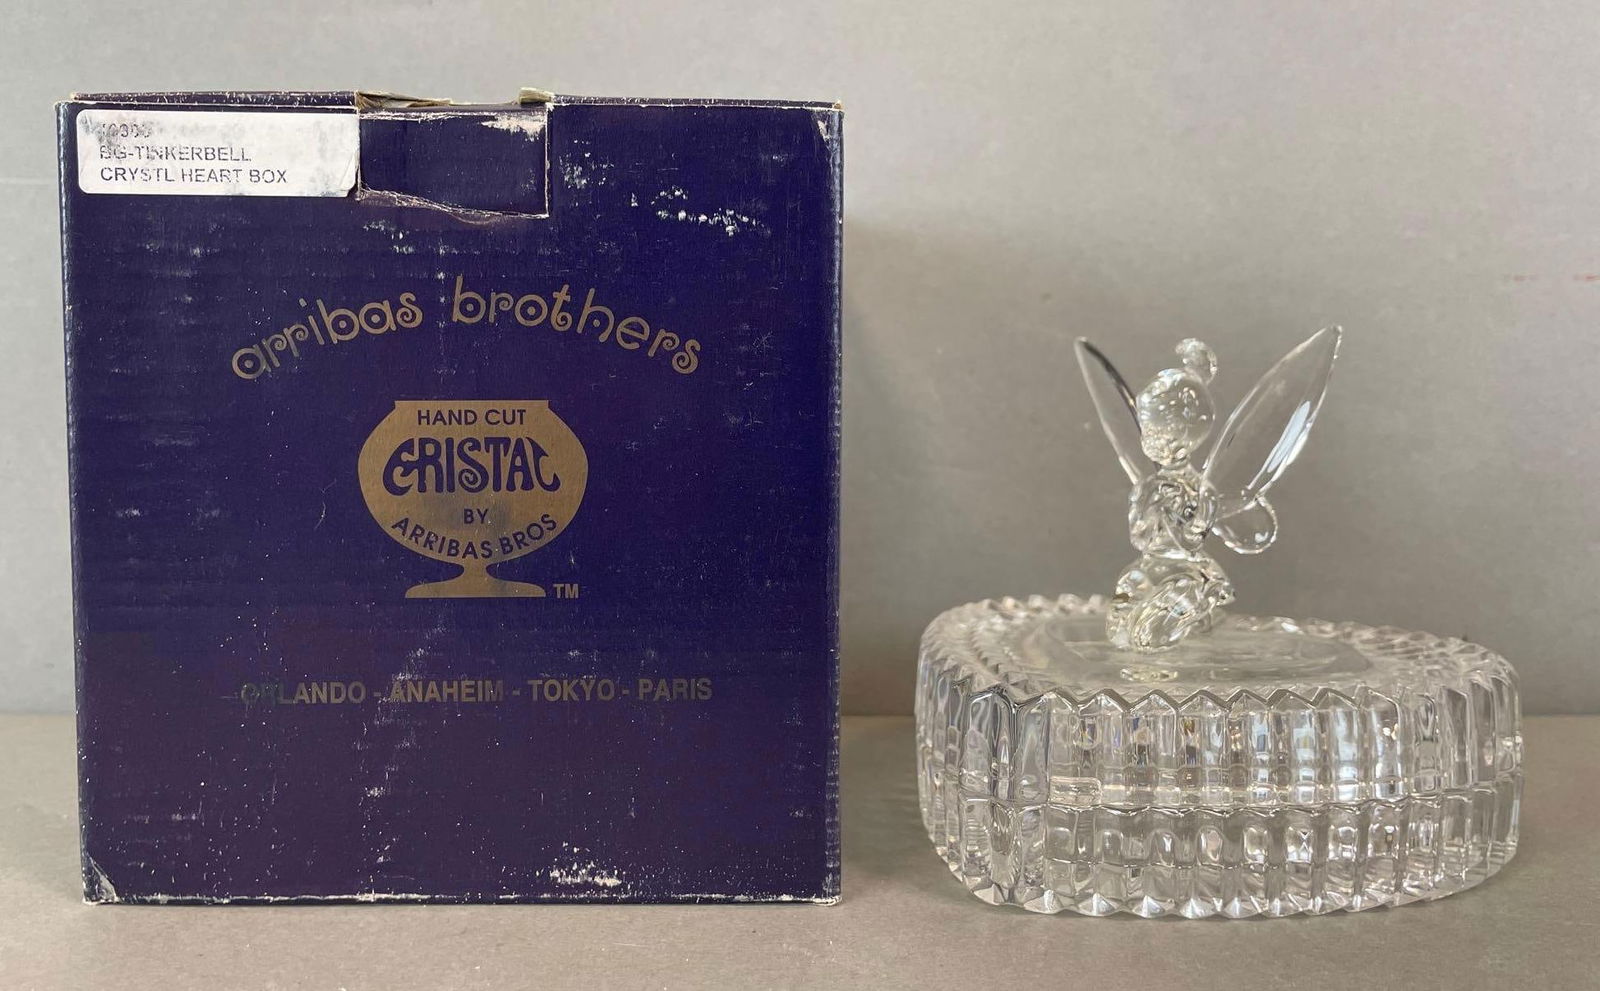 BG-TINKERBELL
CRYSTL HEART BOX
arribas brothers
HAND CUT
CRISTAL
BY
ARRIBAS BROS
TM
ORLANDO - ANAHEIM - TOKYO - PARIS